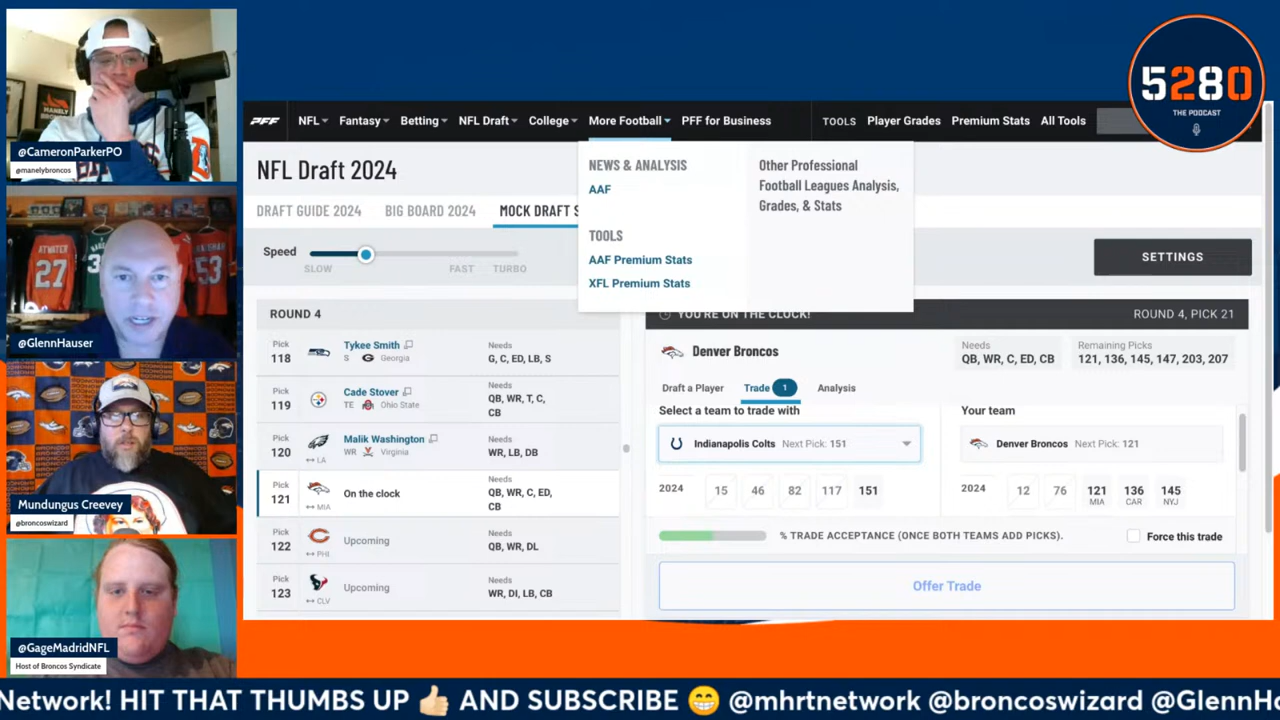 @CameronParkerPO
@manelybroncos
MANELY
BRONCOS
ATWATER
27
53
@GlennHauser
Mundungus Creevey
@broncoswizard
@GageMadridNFL
Host of Broncos Syndicate
5280
THE PODCAST
PFF
NFL
Fantasy
Betting
NFL Draft
College
More Football
PFF for Business
TOOLS
Player Grades
Premium Stats
All Tools
NFL Draft 2024
NEWS & ANALYSIS
AAF
TOOLS
AAF Premium Stats
XFL Premium Stats
Other Professional
Football Leagues Analysis,
Grades, & Stats
DRAFT GUIDE 2024
BIG BOARD 2024
MOCK DRAFT S
Speed
SLOW
FAST
TURBO
SETTINGS
ROUND 4
Pick
118
Tykee Smith
S
G
Georgia
Needs
G, C, ED, LB, S
Pick
119
Cade Stover
TE
Ohio State
Needs
QB, WR, T, C,
CB
Pick
120
↔ LA
Malik Washington
WR
Virginia
Needs
WR, LB, DB
Pick
121
↔ MIA
On the clock
Needs
QB, WR, C, ED,
CB
Pick
122
↔ PHI
Upcoming
Needs
QB, WR, DL
Pick
123
↔ CLV
Upcoming
Needs
WR, DI, LB, CB
YOU'RE ON THE CLOCK!
ROUND 4, PICK 21
Denver Broncos
Needs
QB, WR, C, ED, CB
Remaining Picks
121, 136, 145, 147, 203, 207
Draft a Player
Trade 1
Analysis
Select a team to trade with
Your team
Indianapolis Colts Next Pick: 151
Denver Broncos Next Pick: 121
2024 15 46 82 117 151
2024 12 76 121 136 145
MIA CAR NYJ
% TRADE ACCEPTANCE (ONCE BOTH TEAMS ADD PICKS).
Force this trade
Offer Trade
Network! HIT THAT THUMBS UP 👍 AND SUBSCRIBE 😁 @mhrtnetwork @broncoswizard @GlennHa